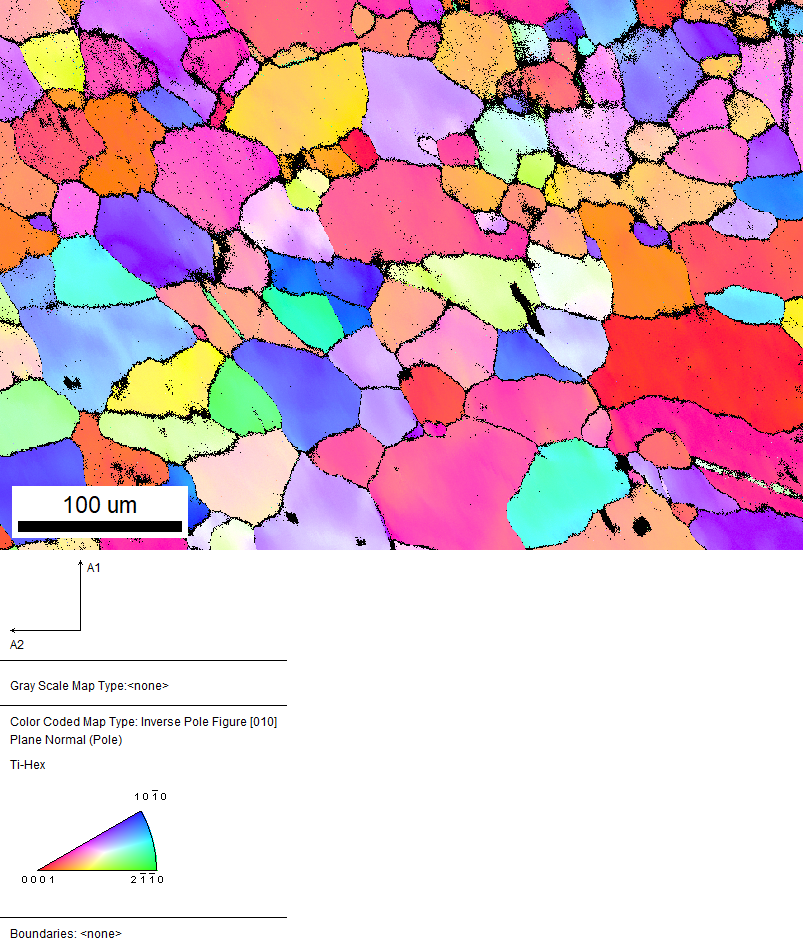 100 um
A1
A2
Gray Scale Map Type:<none>
Color Coded Map Type: Inverse Pole Figure [010]
Plane Normal (Pole)
Ti-Hex
1 0 1̅ 0
0 0 0 1
2 1̅ 1̅ 0
Boundaries: <none>